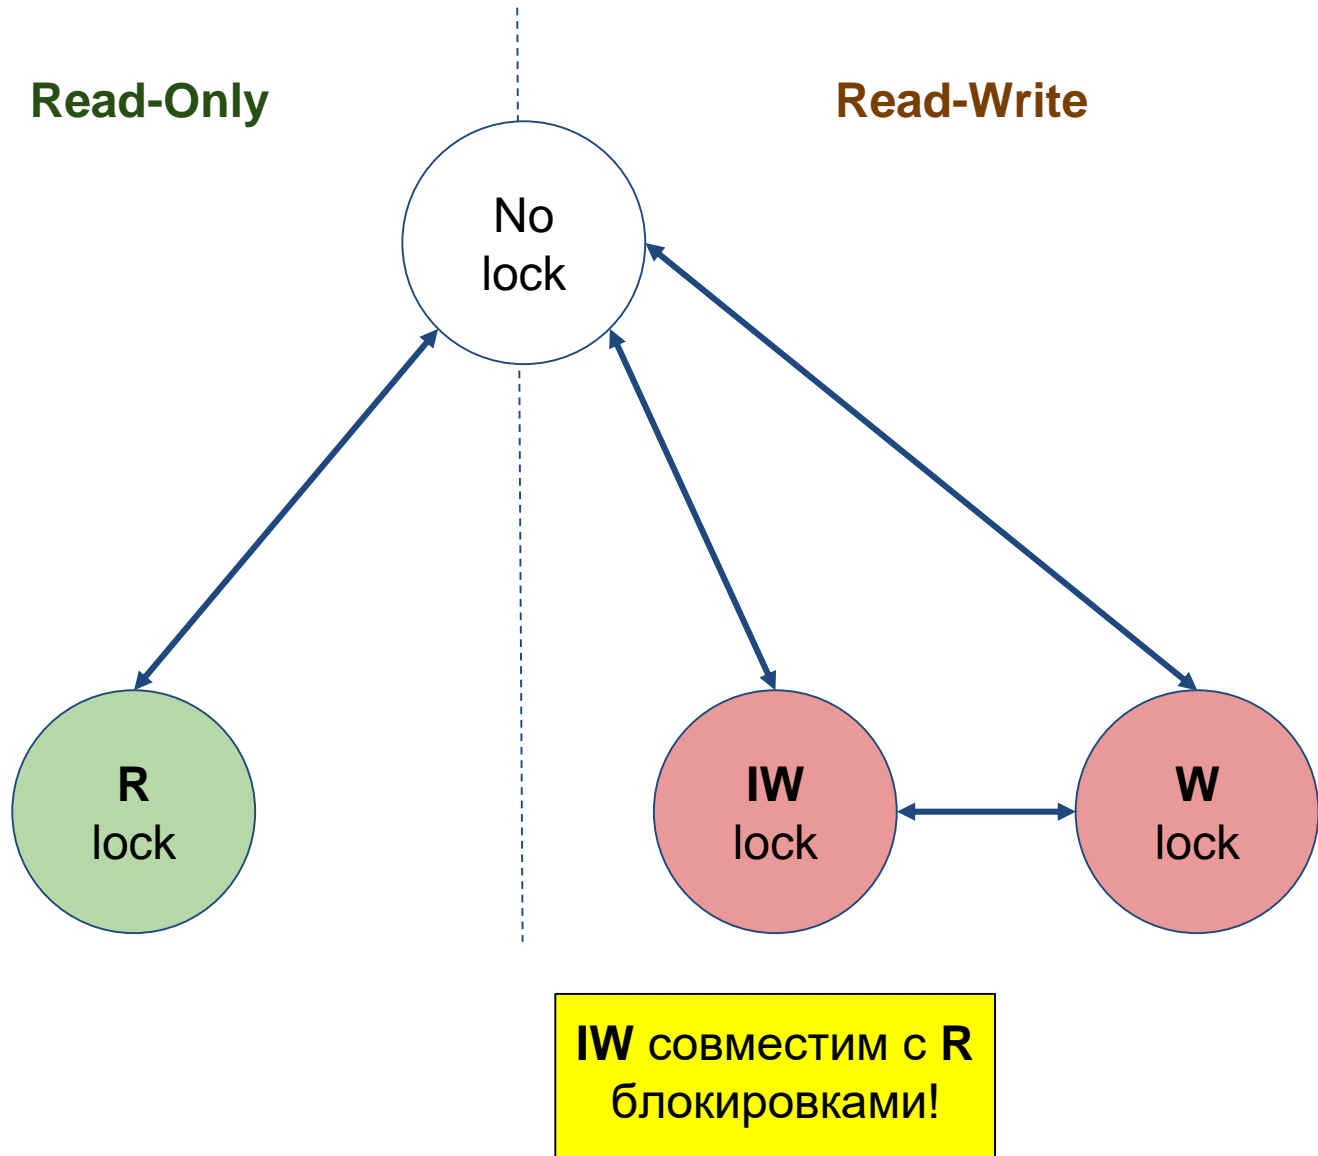 Read-Only
Read-Write
No
lock
R
lock
IW
lock
W
lock
IW совместим с R
блокировками!